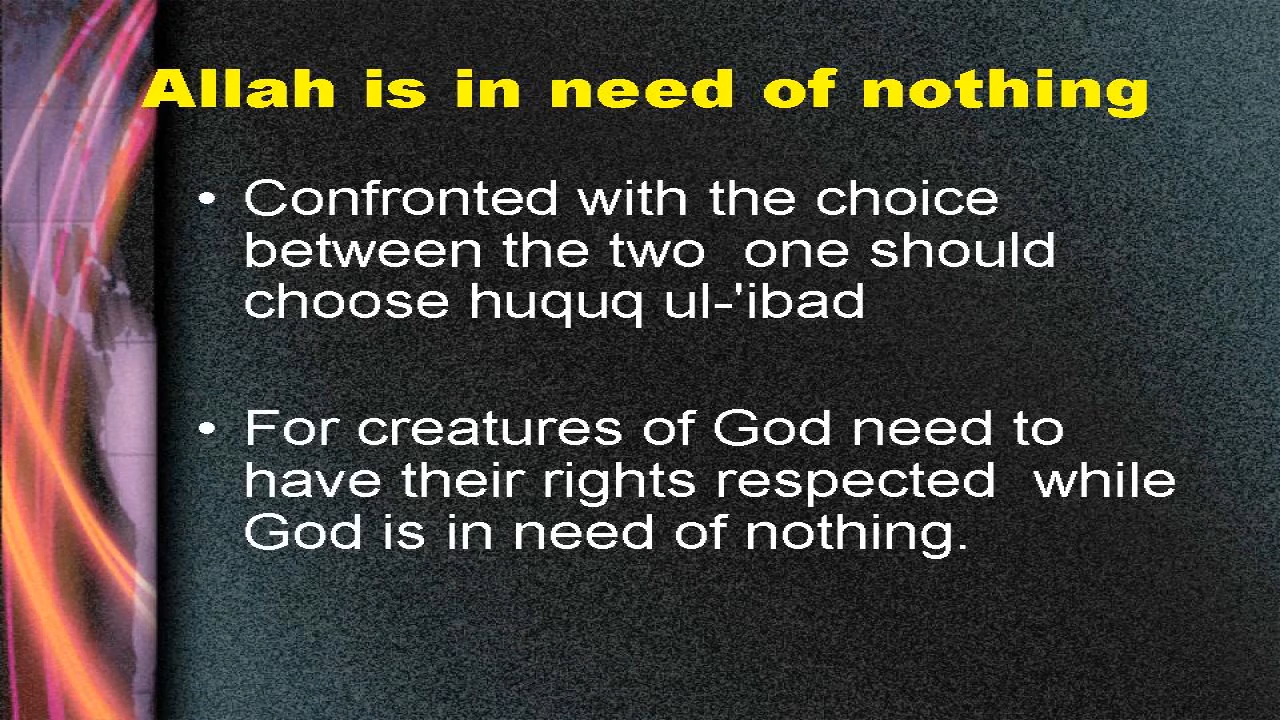 Allah is in need of nothing
• Confronted with the choice
between the two  one should
choose huquq ul-'ibad
• For creatures of God need to
have their rights respected  while
God is in need of nothing.